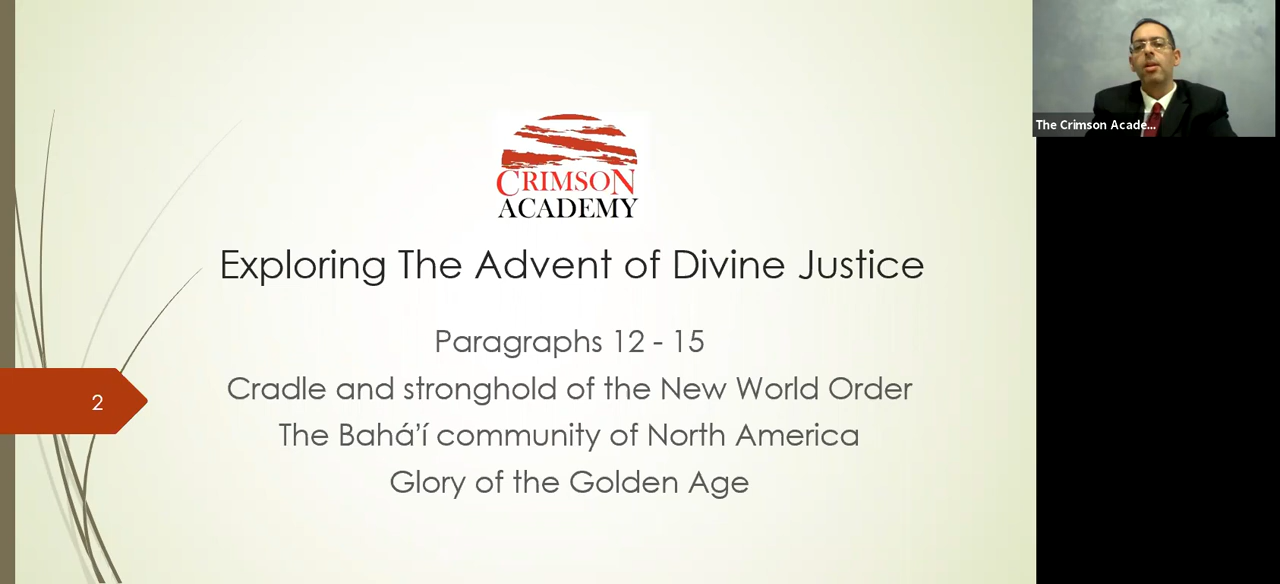 CRIMSON
ACADEMY
Exploring The Advent of Divine Justice
Paragraphs 12 - 15
Cradle and stronghold of the New World Order
The Bahá’í community of North America
Glory of the Golden Age
2
The Crimson Acade...